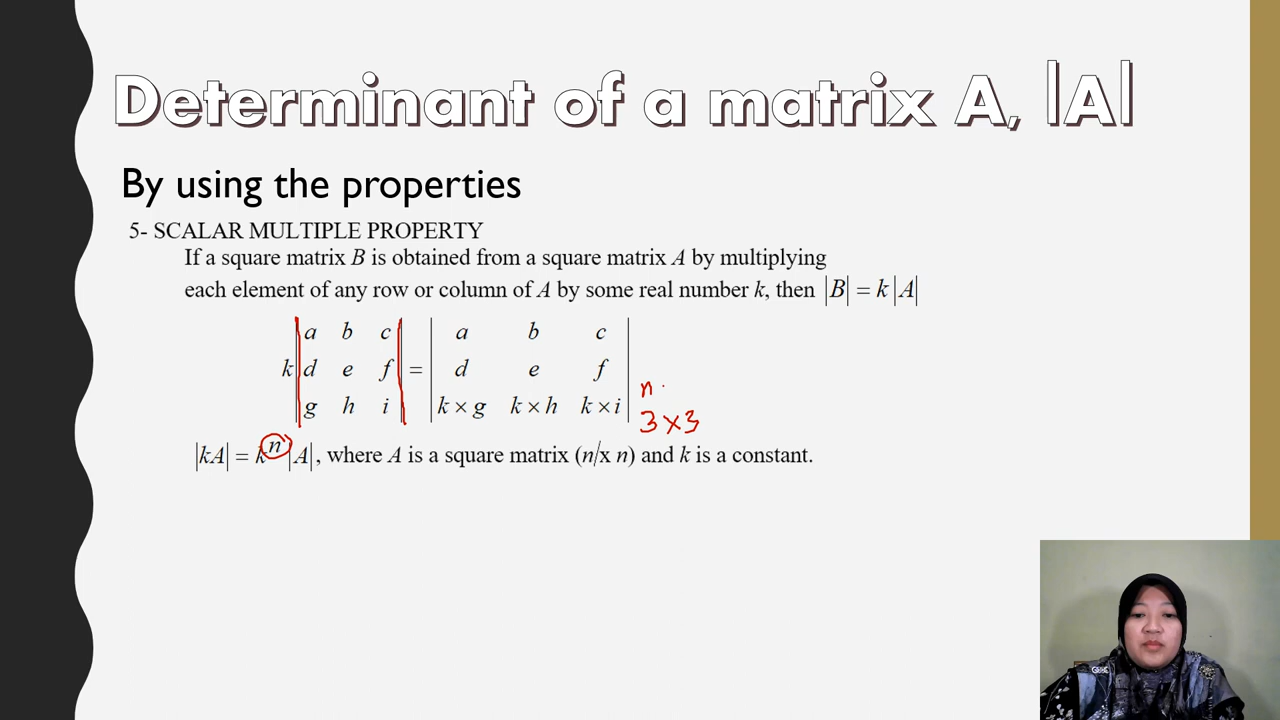 Determinant of a matrix A, |A|
By using the properties
5- SCALAR MULTIPLE PROPERTY
If a square matrix B is obtained from a square matrix A by multiplying
each element of any row or column of A by some real number k, then |B| = k |A|
k | a b c | = | a b c |
| d e f | | d e f |
| g h i | | k × g k × h k × i |
n
3 × 3
|kA| = k^n |A|, where A is a square matrix (n x n) and k is a constant.